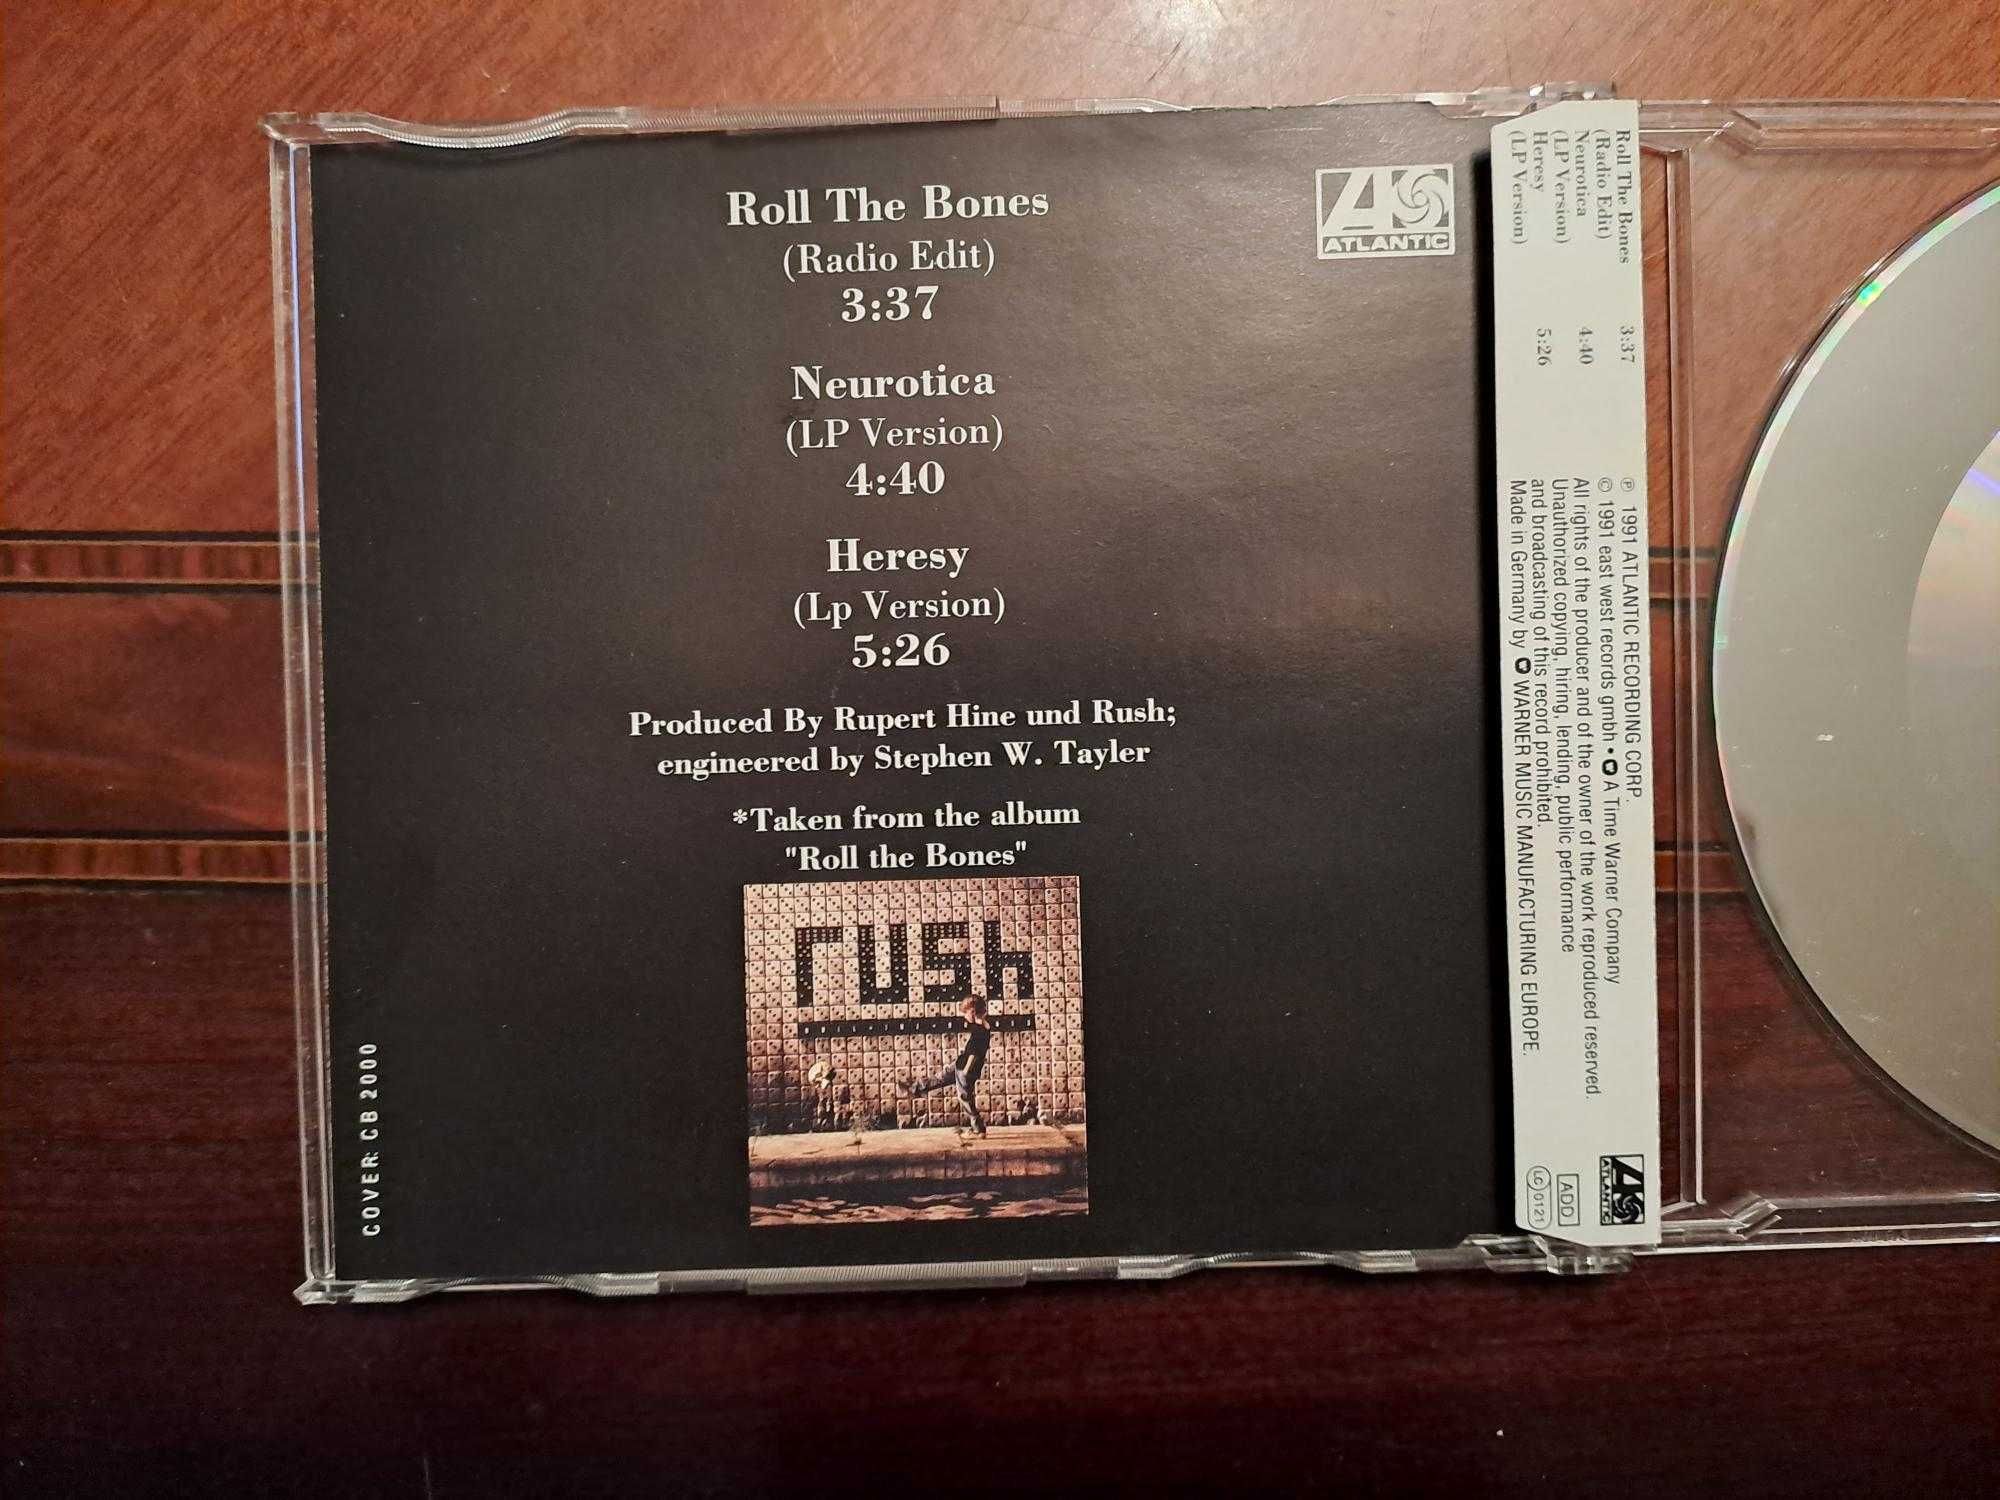 Roll The Bones
(Radio Edit)
3:37
Neurotica
(LP Version)
4:40
Heresy
(Lp Version)
5:26
Produced By Rupert Hine und Rush;
engineered by Stephen W. Tayler
*Taken from the album
"Roll the Bones"
rush
ROLL•THE•BONES
COVER: CB 2000
ATLANTIC
Roll The Bones 3:37
(Radio Edit)
Neurotica 4:40
(LP Version)
Heresy 5:26
(LP Version)
℗ 1991 ATLANTIC RECORDING CORP.
© 1991 east west records gmbh • A Time Warner Company
All rights of the producer and of the owner of the work reproduced reserved.
Unauthorized copying, hiring, lending, public performance
and broadcasting of this record prohibited.
Made in Germany by WARNER MUSIC MANUFACTURING EUROPE.
ATLANTIC
ADD
LC 0121